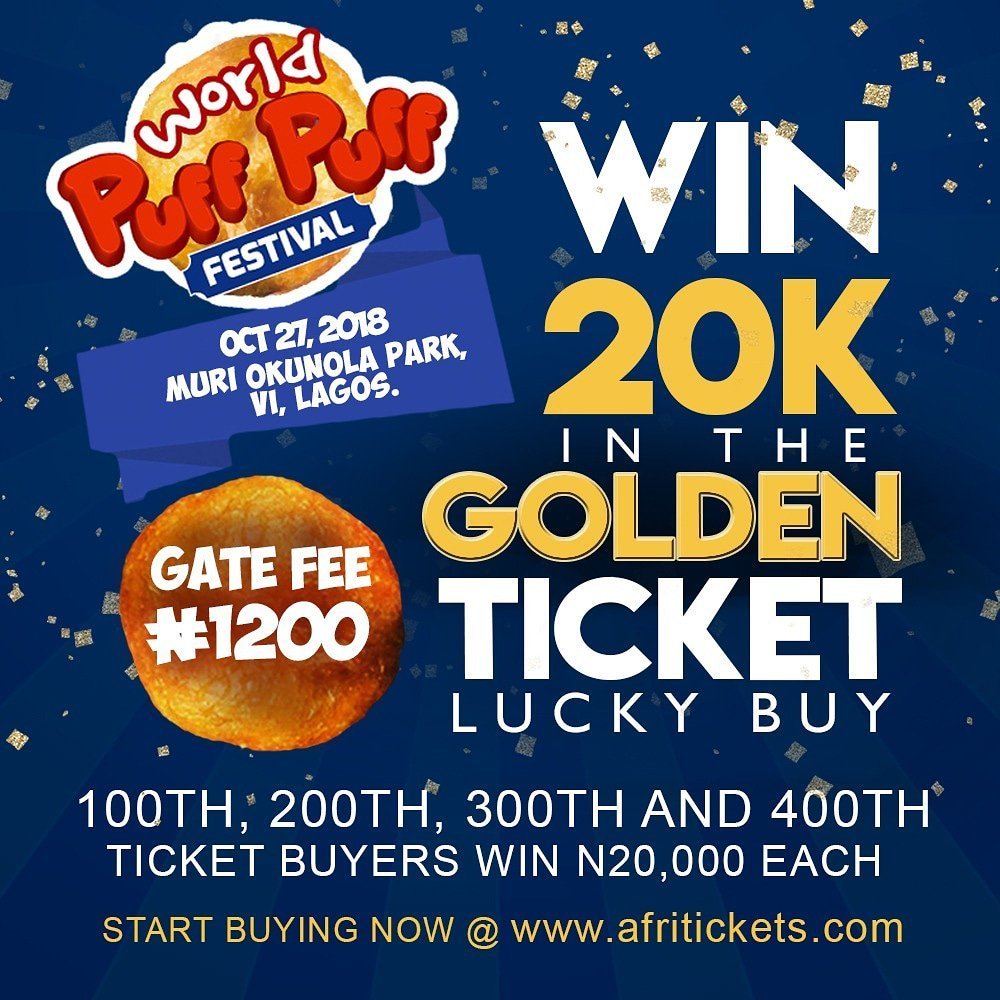 World
Puff Puff
FESTIVAL
OCT 27, 2018
MURI OKUNOLA PARK,
VI, LAGOS.
WIN
20K
IN THE
GOLDEN
TICKET
LUCKY BUY
GATE FEE
#1200
100TH, 200TH, 300TH AND 400TH
TICKET BUYERS WIN N20,000 EACH
START BUYING NOW @ www.afritickets.com